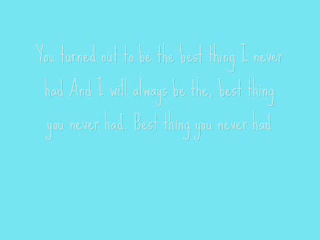 You turned out to be the best thing I never
had And I will always be the, best thing
you never had. Best thing you never had